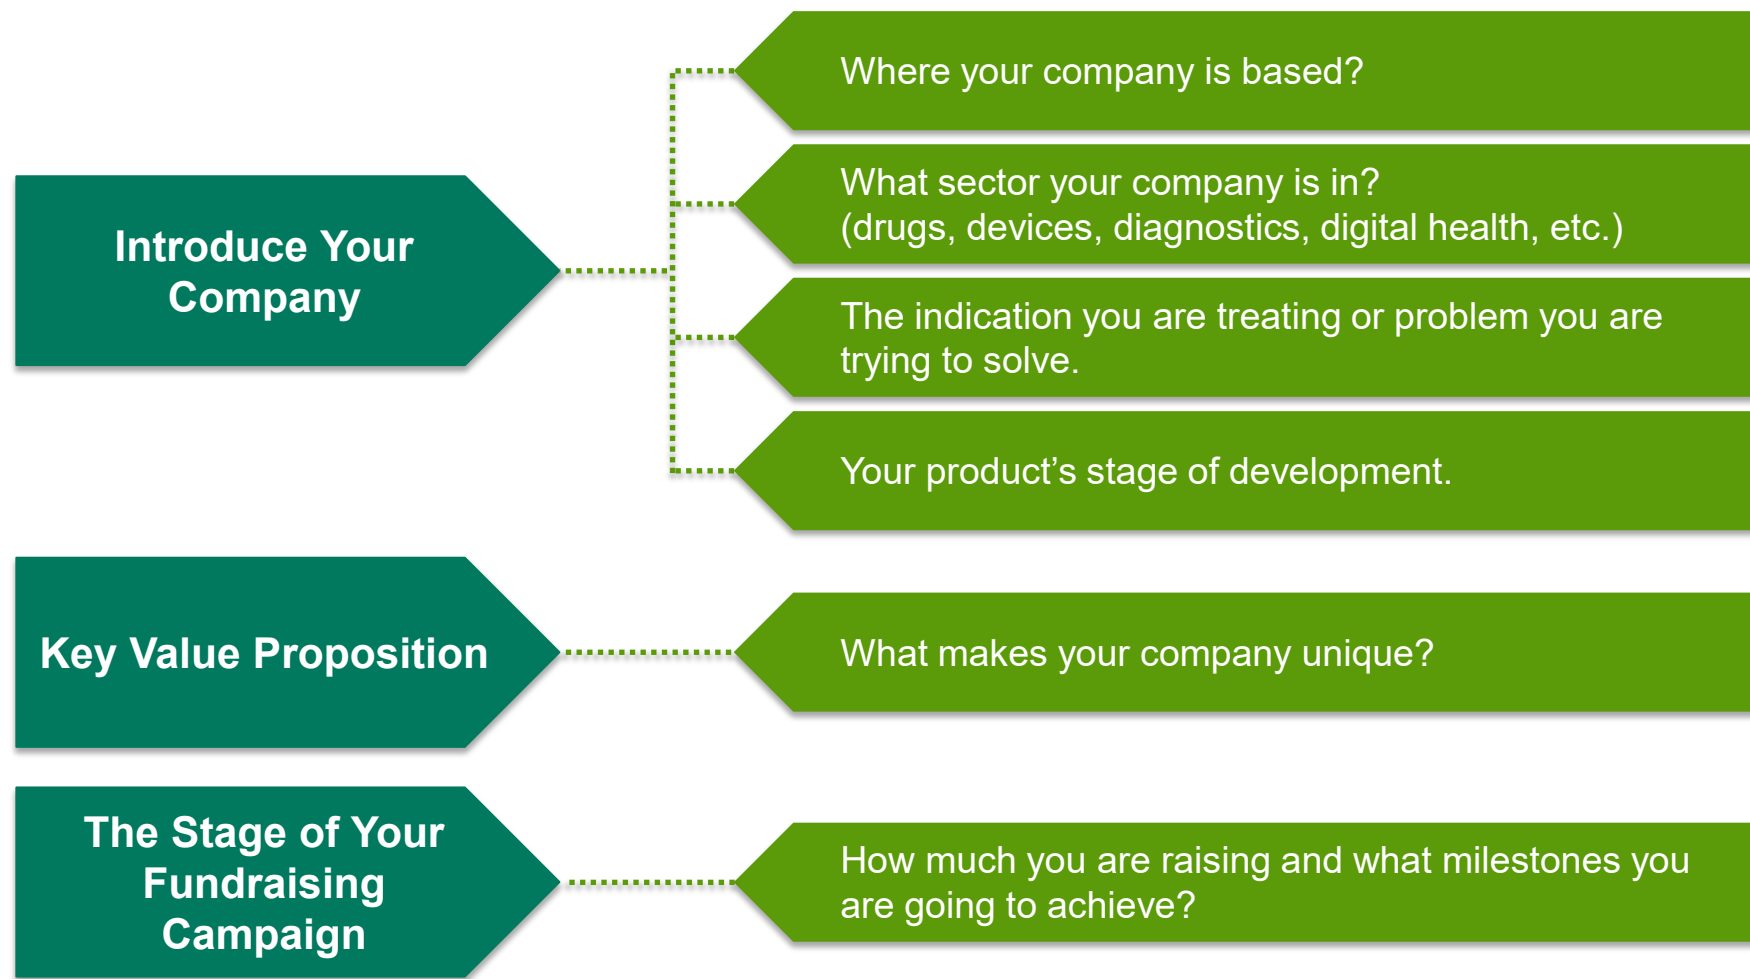 Introduce Your
Company
Where your company is based?
What sector your company is in?
(drugs, devices, diagnostics, digital health, etc.)
The indication you are treating or problem you are
trying to solve.
Your product’s stage of development.
Key Value Proposition
What makes your company unique?
The Stage of Your
Fundraising
Campaign
How much you are raising and what milestones you
are going to achieve?